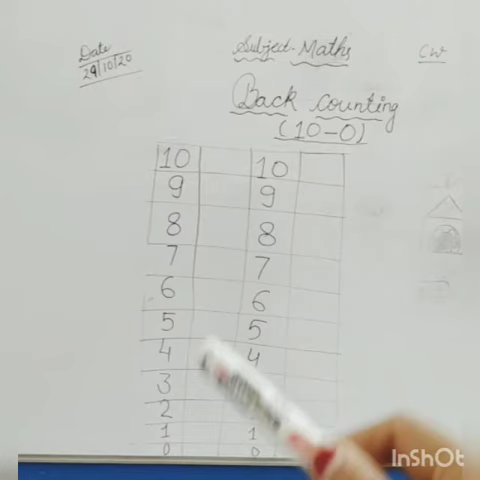 Date
29/10/20
Subject Maths
CW
Back counting
(10-0)
10 10
9 9
8 8
7 7
6 6
5 5
4 4
3
2
1 1
0 0
InShOt